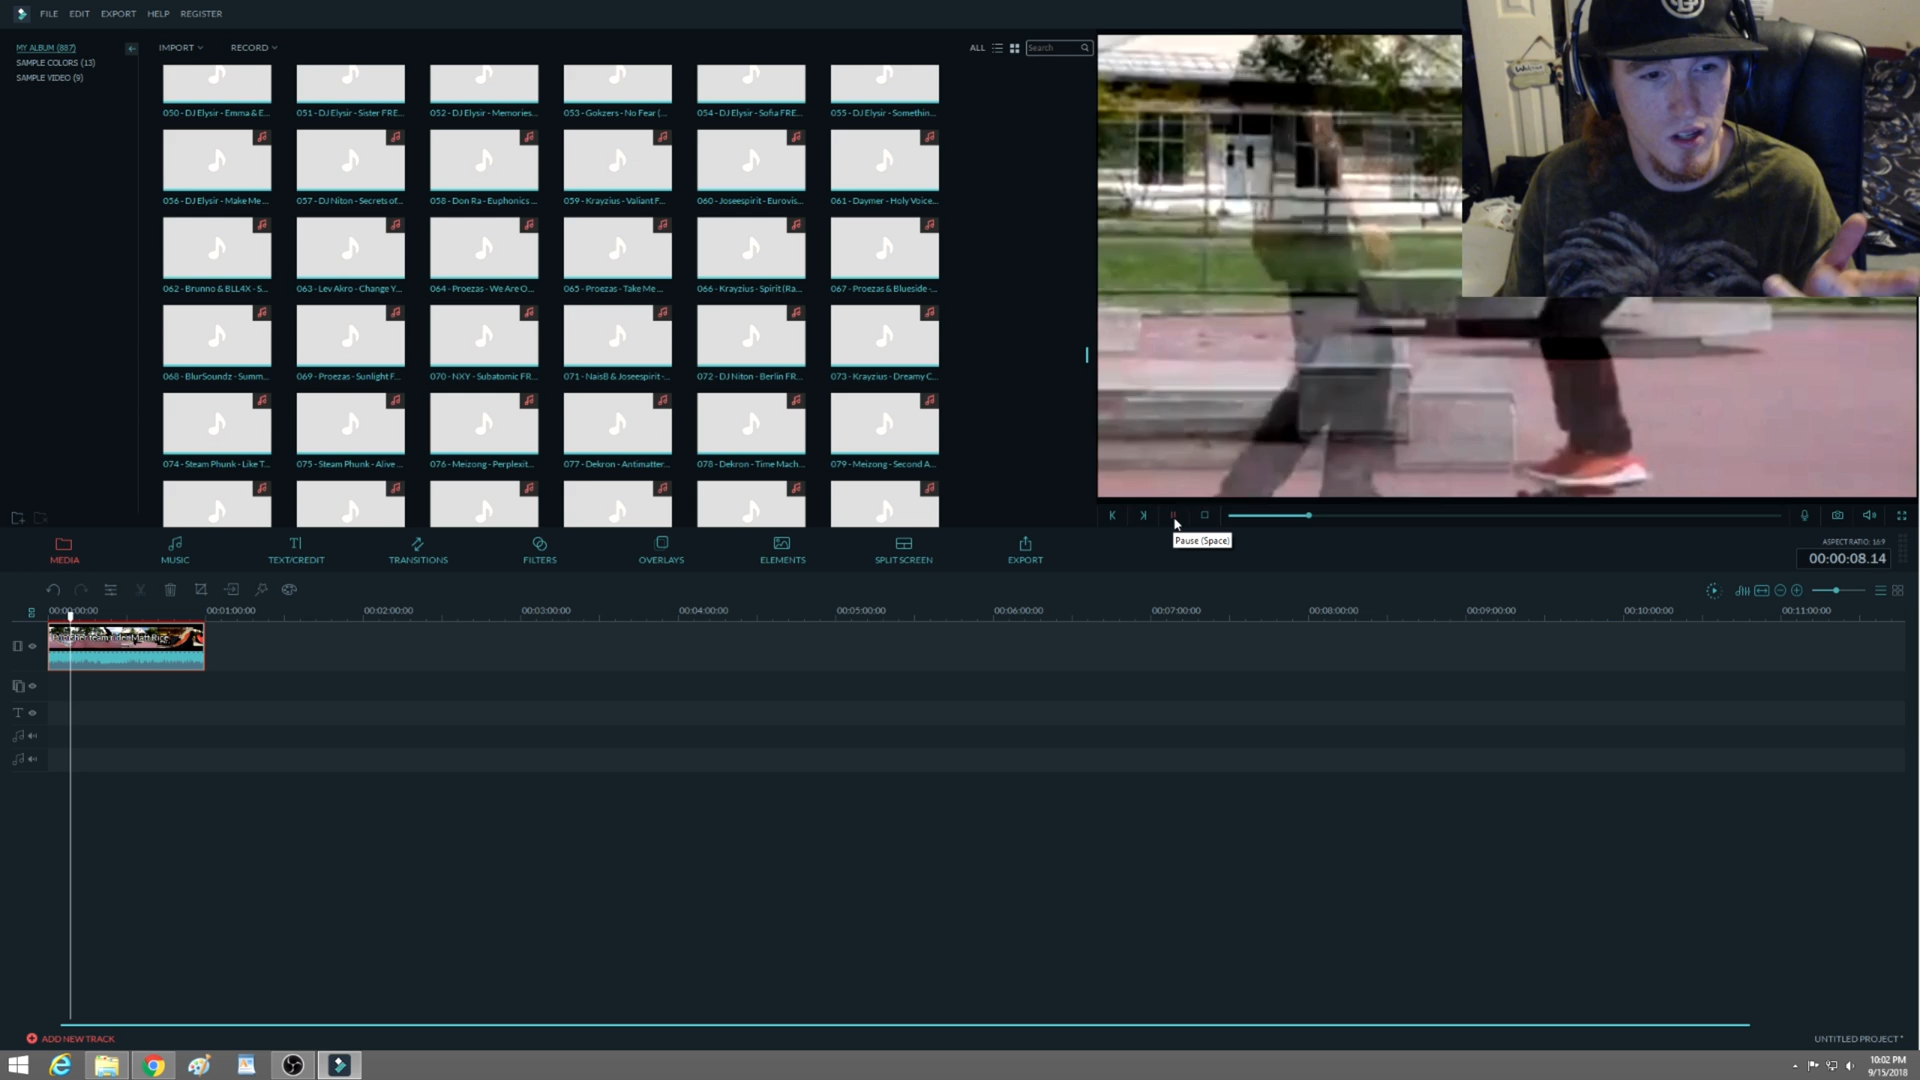 FILE EDIT EXPORT HELP REGISTER
MY ALBUM (887)
SAMPLE COLORS (13)
SAMPLE VIDEO (9)
IMPORT RECORD ALL Search
050 - DJ Elysir - Emma & E... 051 - DJ Elysir - Sister FRE... 052 - DJ Elysir - Memories... 053 - Gokzers - No Fear (... 054 - DJ Elysir - Sofia FRE... 055 - DJ Elysir - Somethin...
056 - DJ Elysir - Make Me ... 057 - DJ Niton - Secrets of... 058 - Don Ra - Euphonics ... 059 - Krayzius - Valiant F... 060 - Joseespirit - Eurovis... 061 - Daymer - Holy Voice...
062 - Brunno & BLL4X - S... 063 - Lev Akro - Change Y... 064 - Proezas - We Are O... 065 - Proezas - Take Me ... 066 - Krayzius - Spirit (Ra... 067 - Proezas & Blueside -...
068 - BlurSoundz - Summ... 069 - Proezas - Sunlight F... 070 - NXY - Subatomic FR... 071 - NaisB & Joseespirit -... 072 - DJ Niton - Berlin FR... 073 - Krayzius - Dreamy C...
074 - Steam Phunk - Like T... 075 - Steam Phunk - Alive ... 076 - Meizong - Perplexit... 077 - Dekron - Antimatter... 078 - Dekron - Time Mach... 079 - Meizong - Second A...
Pause (Space)
ASPECT RATIO: 16:9
00:00:08.14
MEDIA MUSIC TEXT/CREDIT TRANSITIONS FILTERS OVERLAYS ELEMENTS SPLIT SCREEN EXPORT
00:00:00:00 00:01:00:00 00:02:00:00 00:03:00:00 00:04:00:00 00:05:00:00 00:06:00:00 00:07:00:00 00:08:00:00 00:09:00:00 00:10:00:00 00:11:00:00
team rider Matt Rice
ADD NEW TRACK
UNTITLED PROJECT*
10:02 PM
9/15/2018